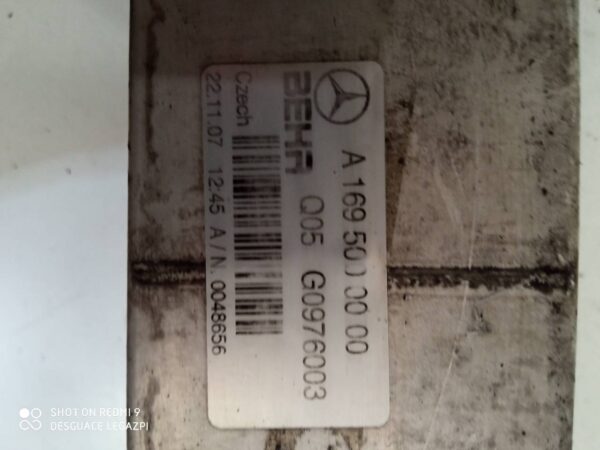 A 169 500 00 00
BEHR Q05 G0976003
Czech
22.11.07 12:45 A / N. 0048656
SHOT ON REDMI 9
DESGUACE LEGAZPI